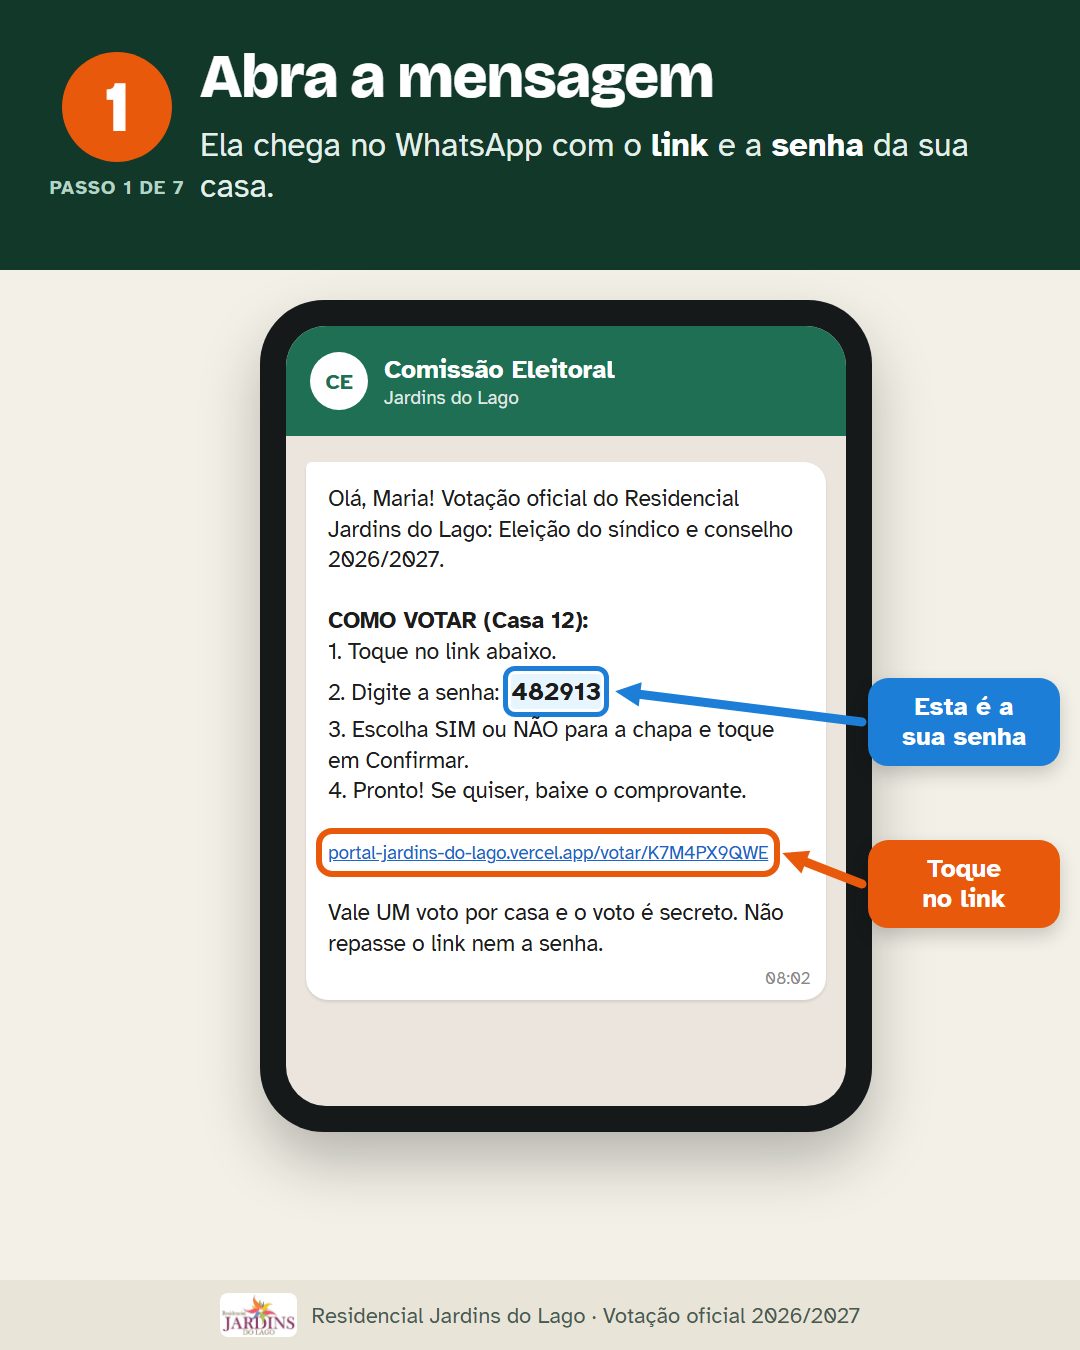 1
PASSO 1 DE 7
Abra a mensagem
Ela chega no WhatsApp com o link e a senha da sua
casa.
CE
Comissão Eleitoral
Jardins do Lago
Olá, Maria! Votação oficial do Residencial
Jardins do Lago: Eleição do síndico e conselho
2026/2027.
COMO VOTAR (Casa 12):
1. Toque no link abaixo.
2. Digite a senha: 482913
3. Escolha SIM ou NÃO para a chapa e toque
em Confirmar.
4. Pronto! Se quiser, baixe o comprovante.
portal-jardins-do-lago.vercel.app/votar/K7M4PX9QWE
Vale UM voto por casa e o voto é secreto. Não
repasse o link nem a senha.
08:02
Esta é a
sua senha
Toque
no link
Residencial
JARDINS
DO LAGO
Residencial Jardins do Lago · Votação oficial 2026/2027